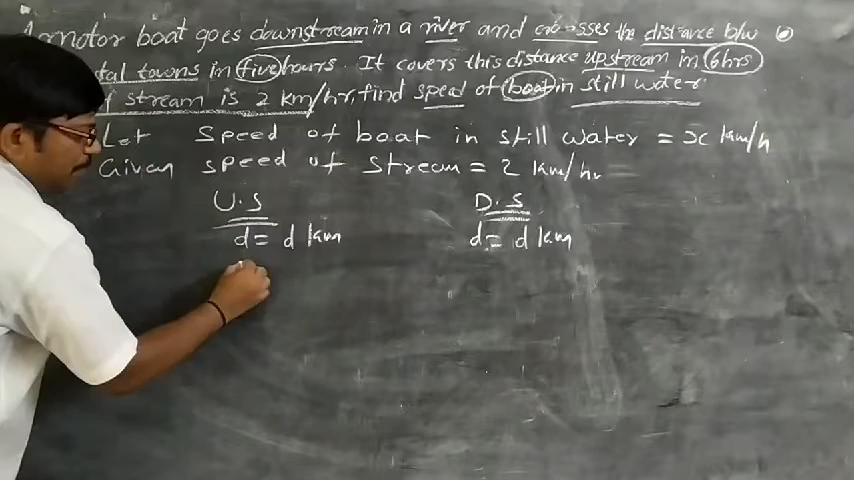 A motor boat goes downstream in a river and crosses the distance b/w
tal towns in five hours. It covers this distance upstream in 6hrs
stream is 2 km/hr, find speed of boat in still water
Let Speed of boat in still water = x km/h
Given speed of stream = 2 km/hr
U.S D.S
d = d km d = d km